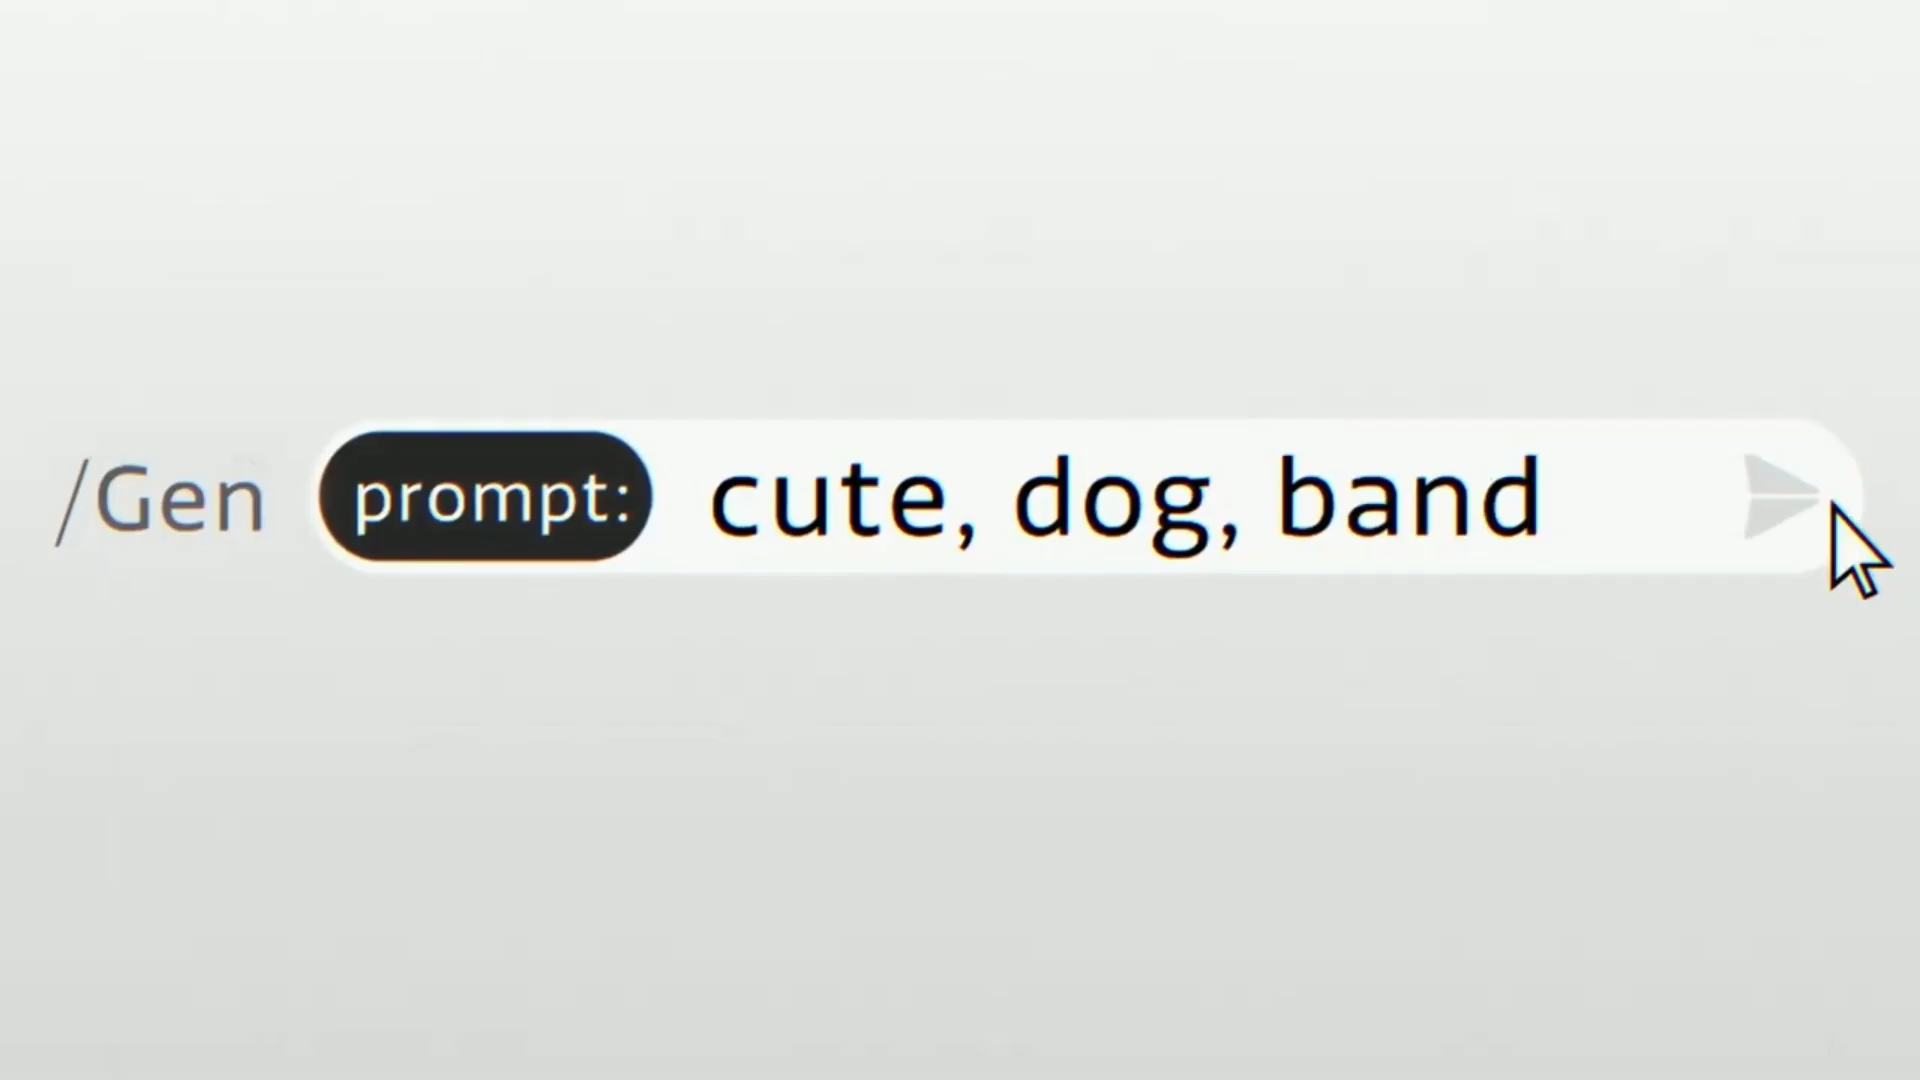 /Gen prompt: cute, dog, band